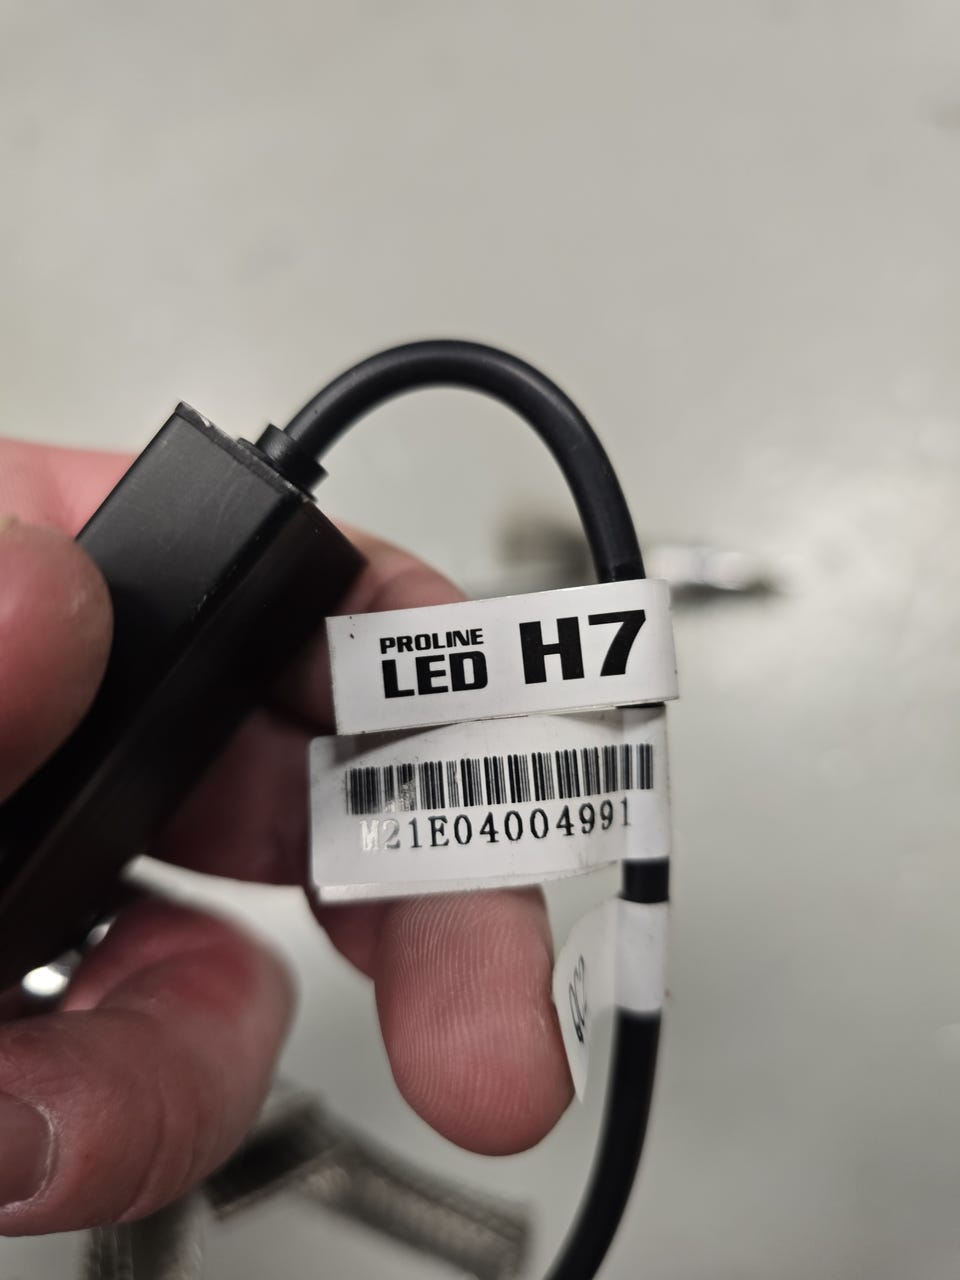 PROLINE
LED H7
M21E04004991